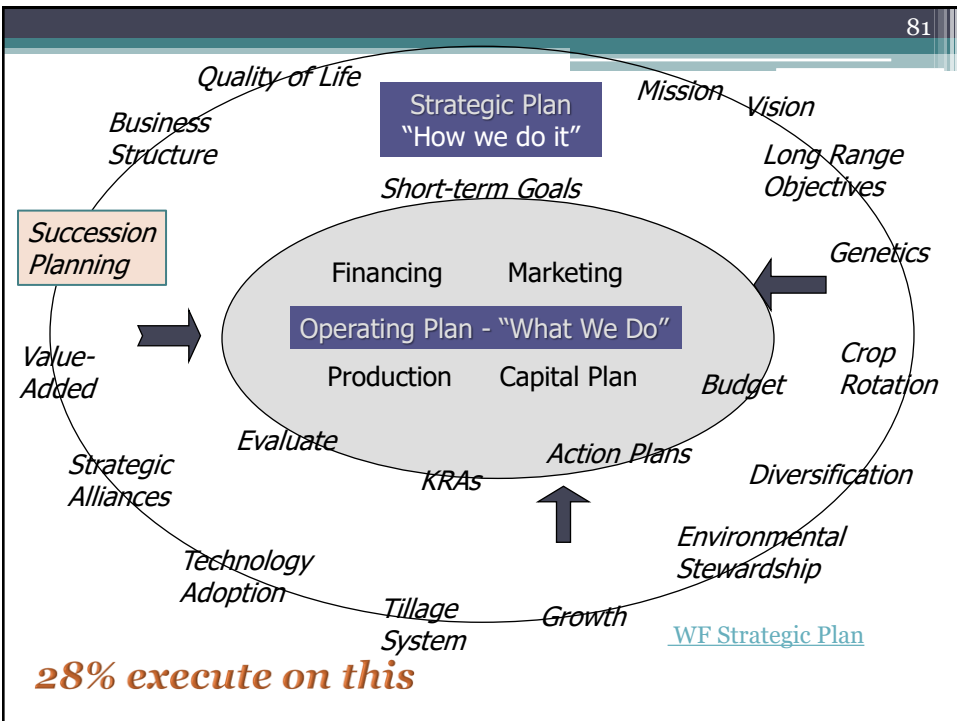 81
Quality of Life
Strategic Plan
“How we do it”
Mission
Vision
Business
Structure
Long Range
Objectives
Short-term Goals
Succession
Planning
Genetics
Financing
Marketing
Operating Plan - “What We Do”
Value-
Added
Production
Capital Plan
Budget
Crop
Rotation
Evaluate
Action Plans
KRAs
Strategic
Alliances
Diversification
Environmental
Stewardship
Technology
Adoption
Tillage
System
Growth
WF Strategic Plan
28% execute on this